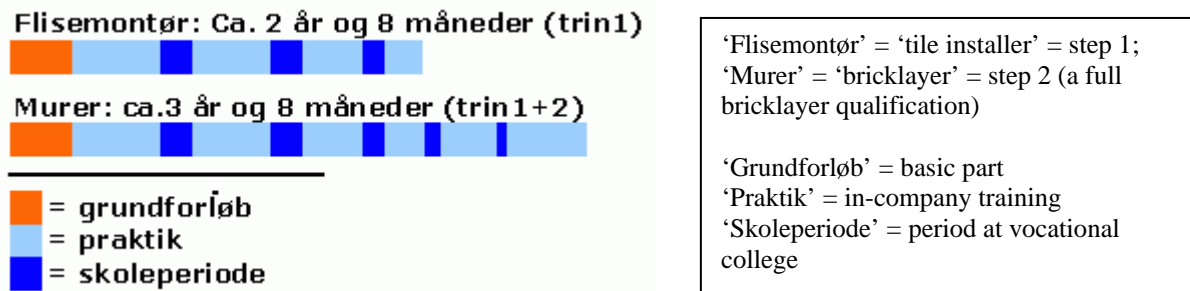 Flisemontør: Ca. 2 år og 8 måneder (trin1)
Murer: ca.3 år og 8 måneder (trin1+2)
= grundforløb
= praktik
= skoleperiode
‘Flisemontør’ = ‘tile installer’ = step 1;
‘Murer’ = ‘bricklayer’ = step 2 (a full
bricklayer qualification)
‘Grundforløb’ = basic part
‘Praktik’ = in-company training
‘Skoleperiode’ = period at vocational
college